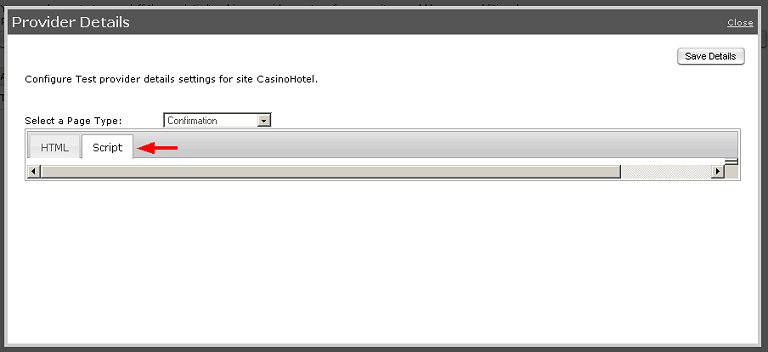 Provider Details
Close
Save Details
Configure Test provider details settings for site CasinoHotel.
Select a Page Type:
Confirmation
HTML
Script